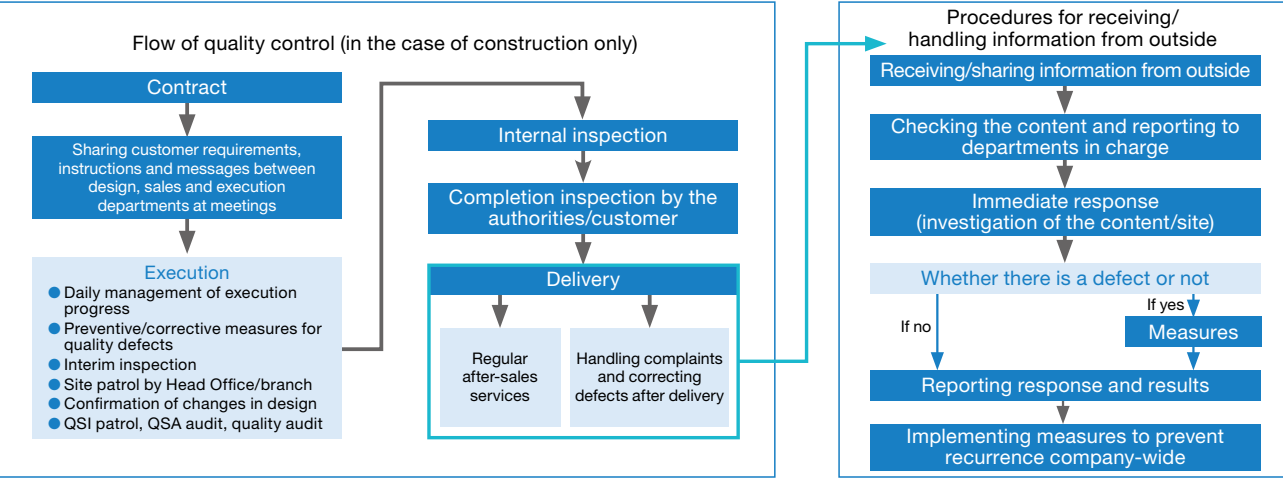 Flow of quality control (in the case of construction only)
Contract
Sharing customer requirements,
instructions and messages between
design, sales and execution
departments at meetings
Execution
● Daily management of execution
progress
● Preventive/corrective measures for
quality defects
● Interim inspection
● Site patrol by Head Office/branch
● Confirmation of changes in design
● QSI patrol, QSA audit, quality audit
Internal inspection
Completion inspection by the
authorities/customer
Delivery
Regular
after-sales
services
Handling complaints
and correcting
defects after delivery
Procedures for receiving/
handling information from outside
Receiving/sharing information from outside
Checking the content and reporting to
departments in charge
Immediate response
(investigation of the content/site)
Whether there is a defect or not
If no
If yes
Measures
Reporting response and results
Implementing measures to prevent
recurrence company-wide